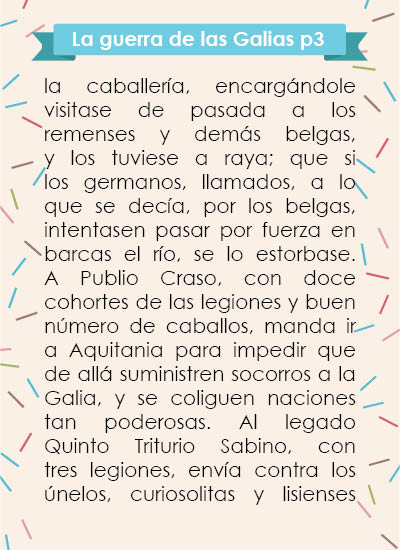 La guerra de las Galias p3
la caballería, encargándole
visitase de pasada a los
remenses y demás belgas,
y los tuviese a raya; que si
los germanos, llamados, a lo
que se decía, por los belgas,
intentasen pasar por fuerza en
barcas el río, se lo estorbase.
A Publio Craso, con doce
cohortes de las legiones y buen
número de caballos, manda ir
a Aquitania para impedir que
de allá suministren socorros a la
Galia, y se coliguen naciones
tan poderosas. Al legado
Quinto Triturio Sabino, con
tres legiones, envía contra los
únelos, curiosolitas y lisienses